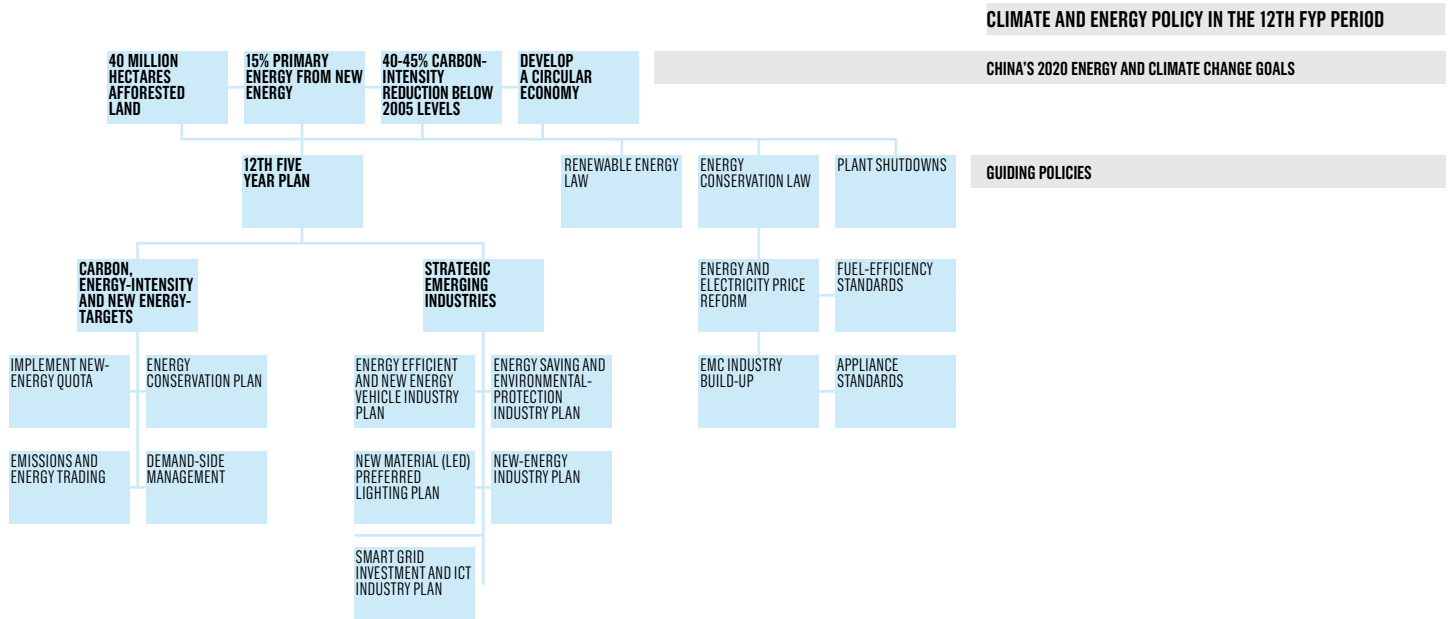 CLIMATE AND ENERGY POLICY IN THE 12TH FYP PERIOD
40 MILLION
HECTARES
AFFORESTED
LAND
15% PRIMARY
ENERGY FROM NEW
ENERGY
40-45% CARBON-
INTENSITY
REDUCTION BELOW
2005 LEVELS
DEVELOP
A CIRCULAR
ECONOMY
CHINA'S 2020 ENERGY AND CLIMATE CHANGE GOALS
12TH FIVE
YEAR PLAN
RENEWABLE ENERGY
LAW
ENERGY
CONSERVATION LAW
PLANT SHUTDOWNS
GUIDING POLICIES
CARBON,
ENERGY-INTENSITY
AND NEW ENERGY-
TARGETS
STRATEGIC
EMERGING
INDUSTRIES
ENERGY AND
ELECTRICITY PRICE
REFORM
FUEL-EFFICIENCY
STANDARDS
IMPLEMENT NEW-
ENERGY QUOTA
ENERGY
CONSERVATION PLAN
ENERGY EFFICIENT
AND NEW ENERGY
VEHICLE INDUSTRY
PLAN
ENERGY SAVING AND
ENVIRONMENTAL-
PROTECTION
INDUSTRY PLAN
EMC INDUSTRY
BUILD-UP
APPLIANCE
STANDARDS
EMISSIONS AND
ENERGY TRADING
DEMAND-SIDE
MANAGEMENT
NEW MATERIAL (LED)
PREFERRED
LIGHTING PLAN
NEW-ENERGY
INDUSTRY PLAN
SMART GRID
INVESTMENT AND ICT
INDUSTRY PLAN